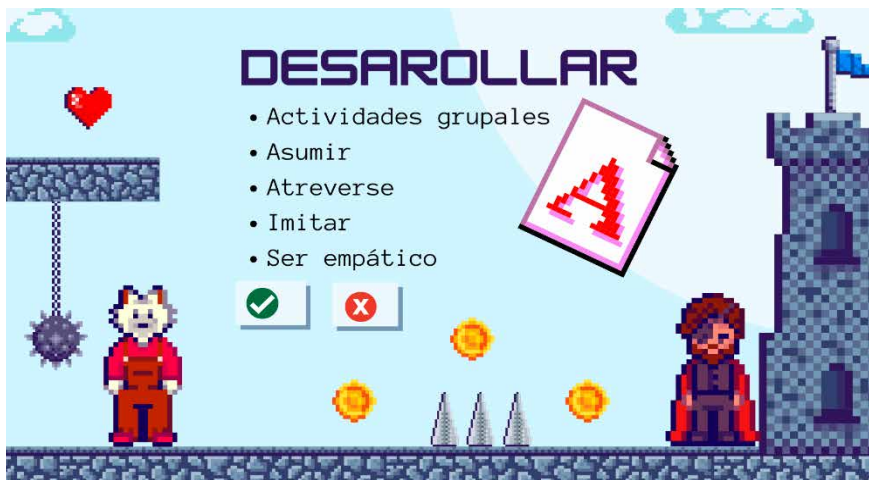 DESAROLLAR
• Actividades grupales
• Asumir
• Atreverse
• Imitar
• Ser empático
A